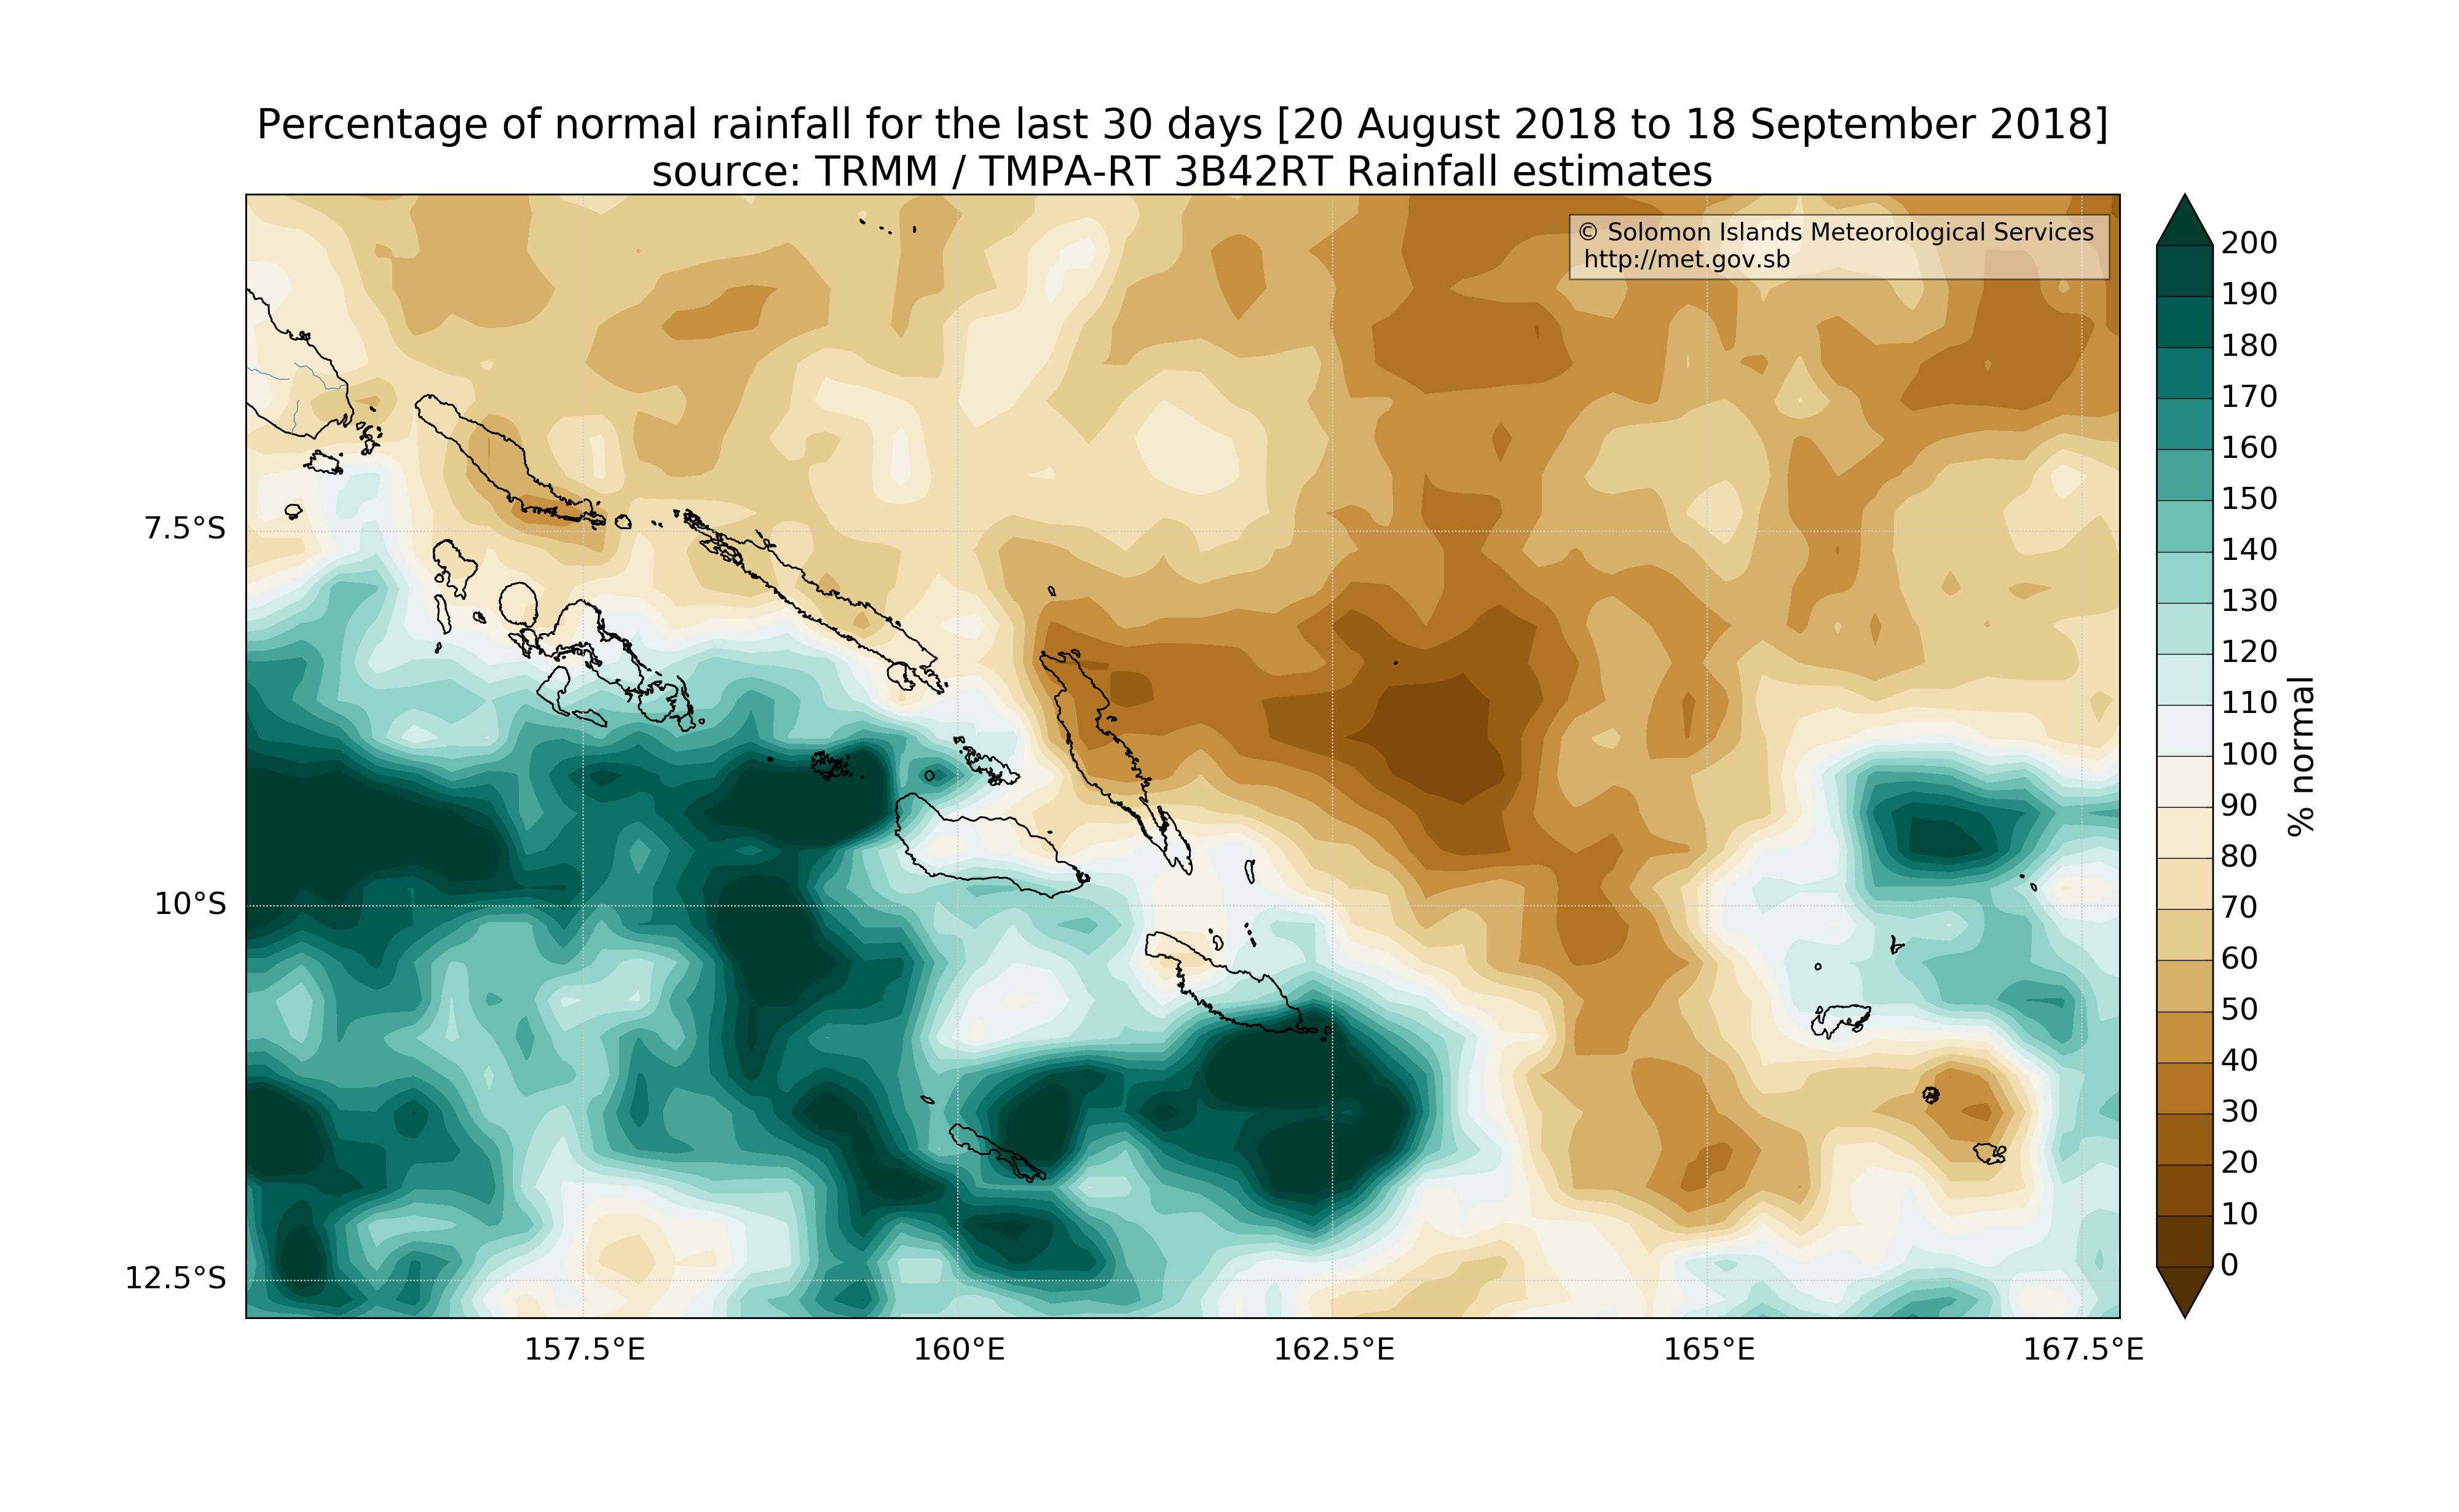 Percentage of normal rainfall for the last 30 days [20 August 2018 to 18 September 2018]
source: TRMM / TMPA-RT 3B42RT Rainfall estimates
© Solomon Islands Meteorological Services
http://met.gov.sb
7.5°S
10°S
12.5°S
157.5°E
160°E
162.5°E
165°E
167.5°E
200
190
180
170
160
150
140
130
120
110
100
90
80
70
60
50
40
30
20
10
0
% normal